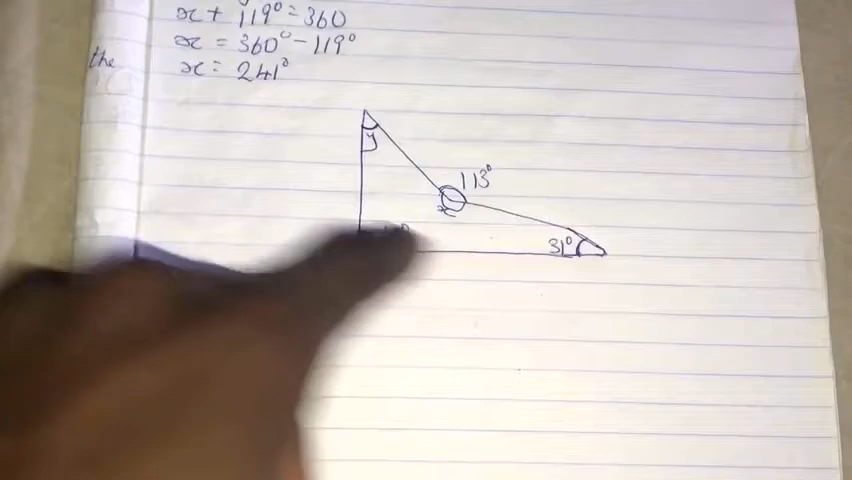 x + 119° = 360
x = 360° - 119°
the
x = 241°
y
113°
x
31°